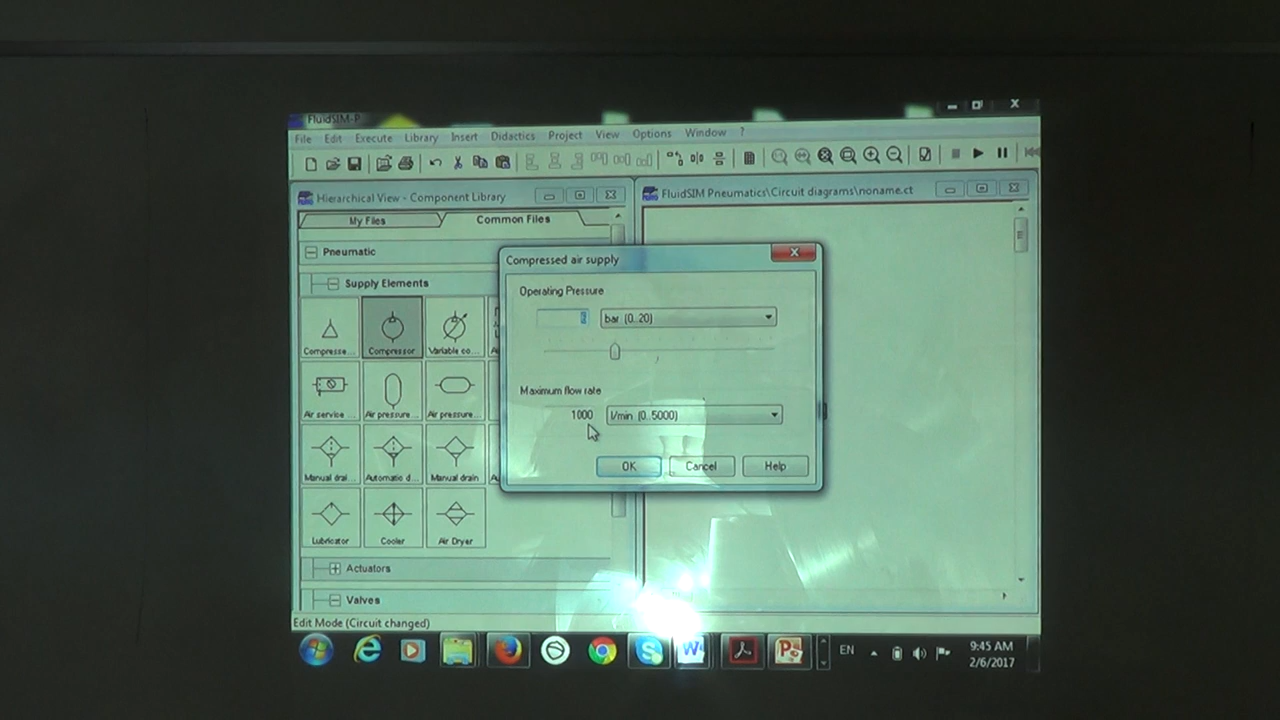 FluidSIM-P
File Edit Execute Library Insert Didactics Project View Options Window ?
Hierarchical View - Component Library
FluidSIM Pneumatics\Circuit diagrams\noname.ct
My Files Common Files
Pneumatic
Supply Elements
Compresse... Compressor Variable co...
Air service ... Air pressure... Air pressure...
Manual drai... Automatic d... Manual drain
Lubricator Cooler Air Dryer
Actuators
Valves
Compressed air supply
Operating Pressure
bar (0..20)
Maximum flow rate
1000 l/min (0..5000)
OK Cancel Help
Edit Mode (Circuit changed)
EN
9:45 AM
2/6/2017